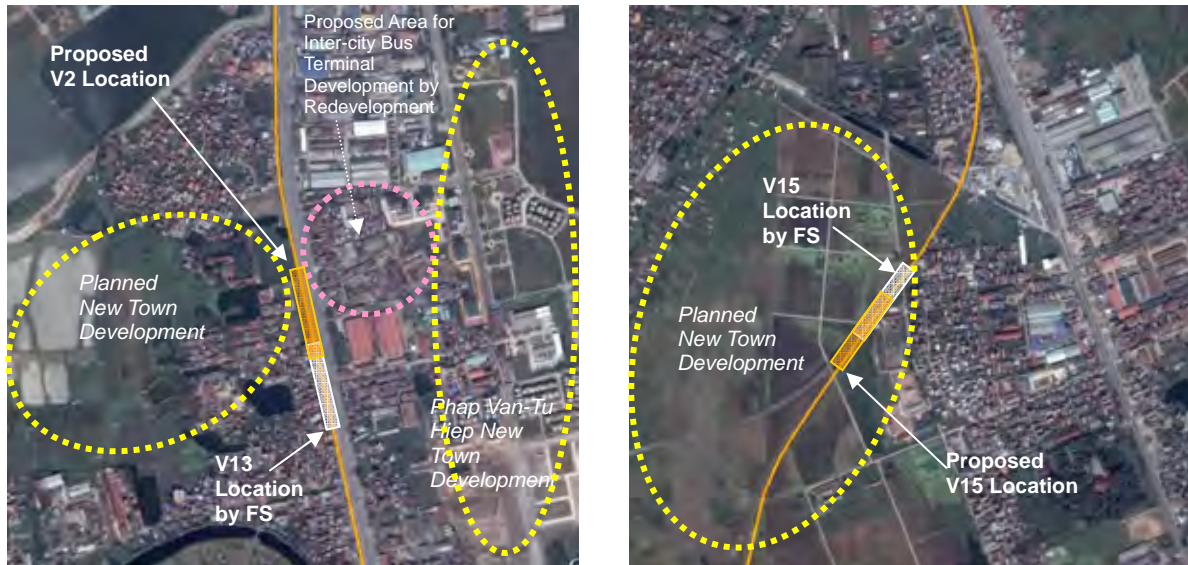 Proposed
V2 Location
Proposed Area for
Inter-city Bus
Terminal
Development by
Redevelopment
Planned
New Town
Development
Phap Van-Tu
Hiep New
Town
Development
V13
Location
by FS
V15
Location
by FS
Planned
New Town
Development
Proposed
V15 Location